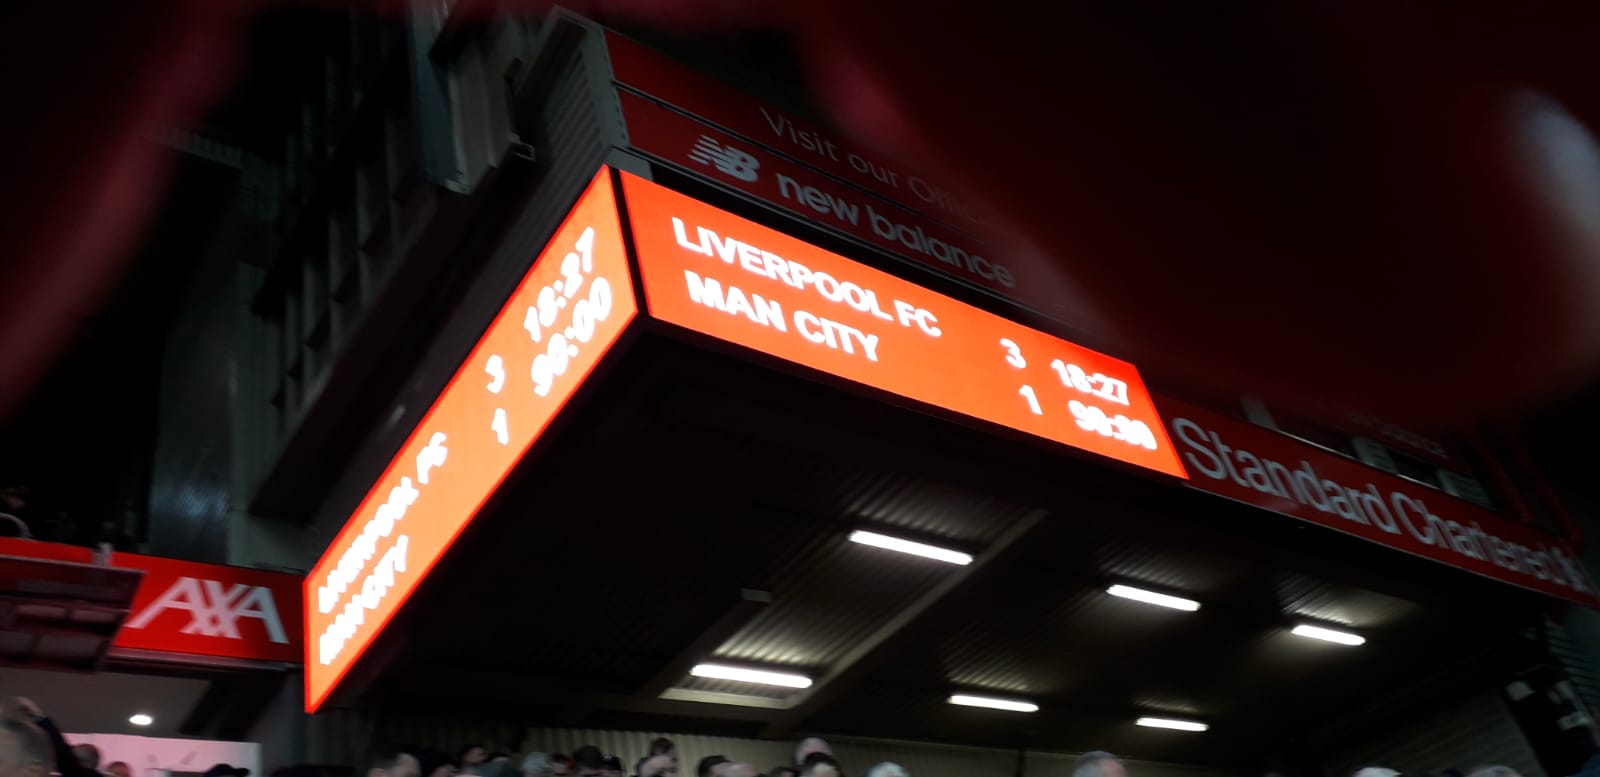 Visit our Offic
NB new balance
LIVERPOOL FC 3 18:27
MAN CITY 1 90:00
LIVERPOOL FC 3 18:27
MAN CITY 1 90:00
Standard Chartered
AXA